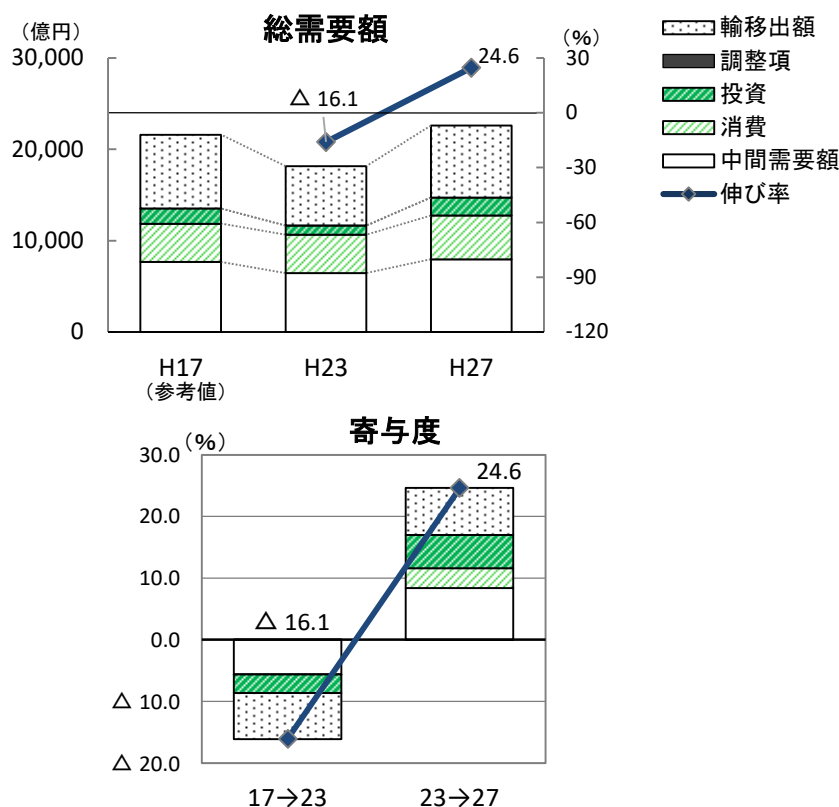 総需要額
（億円）
（%）
30,000
20,000
10,000
0
30
0
-30
-60
-90
-120
△ 16.1
24.6
H17
（参考値）
H23
H27
輸移出額
調整項
投資
消費
中間需要額
伸び率
寄与度
（%）
30.0
20.0
10.0
0.0
△ 10.0
△ 20.0
△ 16.1
24.6
17→23
23→27